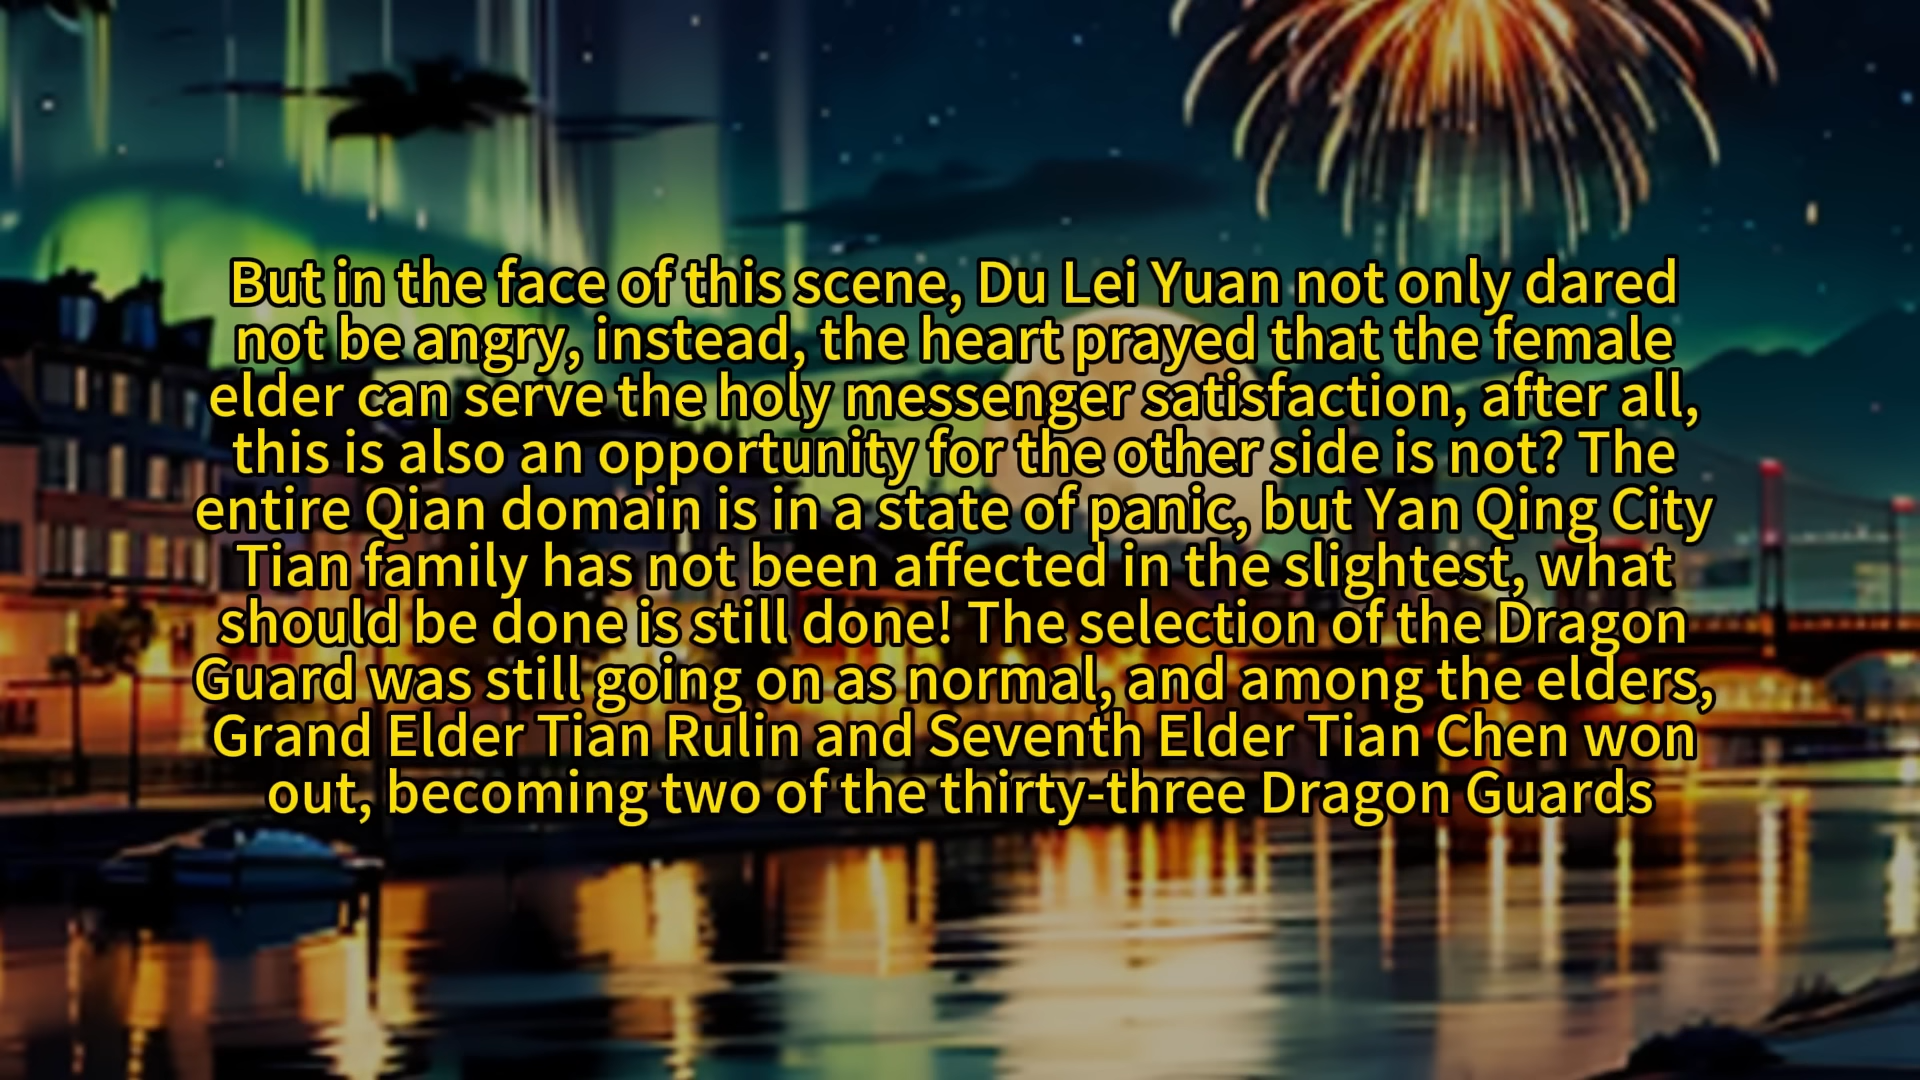 But in the face of this scene, Du Lei Yuan not only dared
not be angry, instead, the heart prayed that the female
elder can serve the holy messenger satisfaction, after all,
this is also an opportunity for the other side is not? The
entire Qian domain is in a state of panic, but Yan Qing City
Tian family has not been affected in the slightest, what
should be done is still done! The selection of the Dragon
Guard was still going on as normal, and among the elders,
Grand Elder Tian Rulin and Seventh Elder Tian Chen won
out, becoming two of the thirty-three Dragon Guards